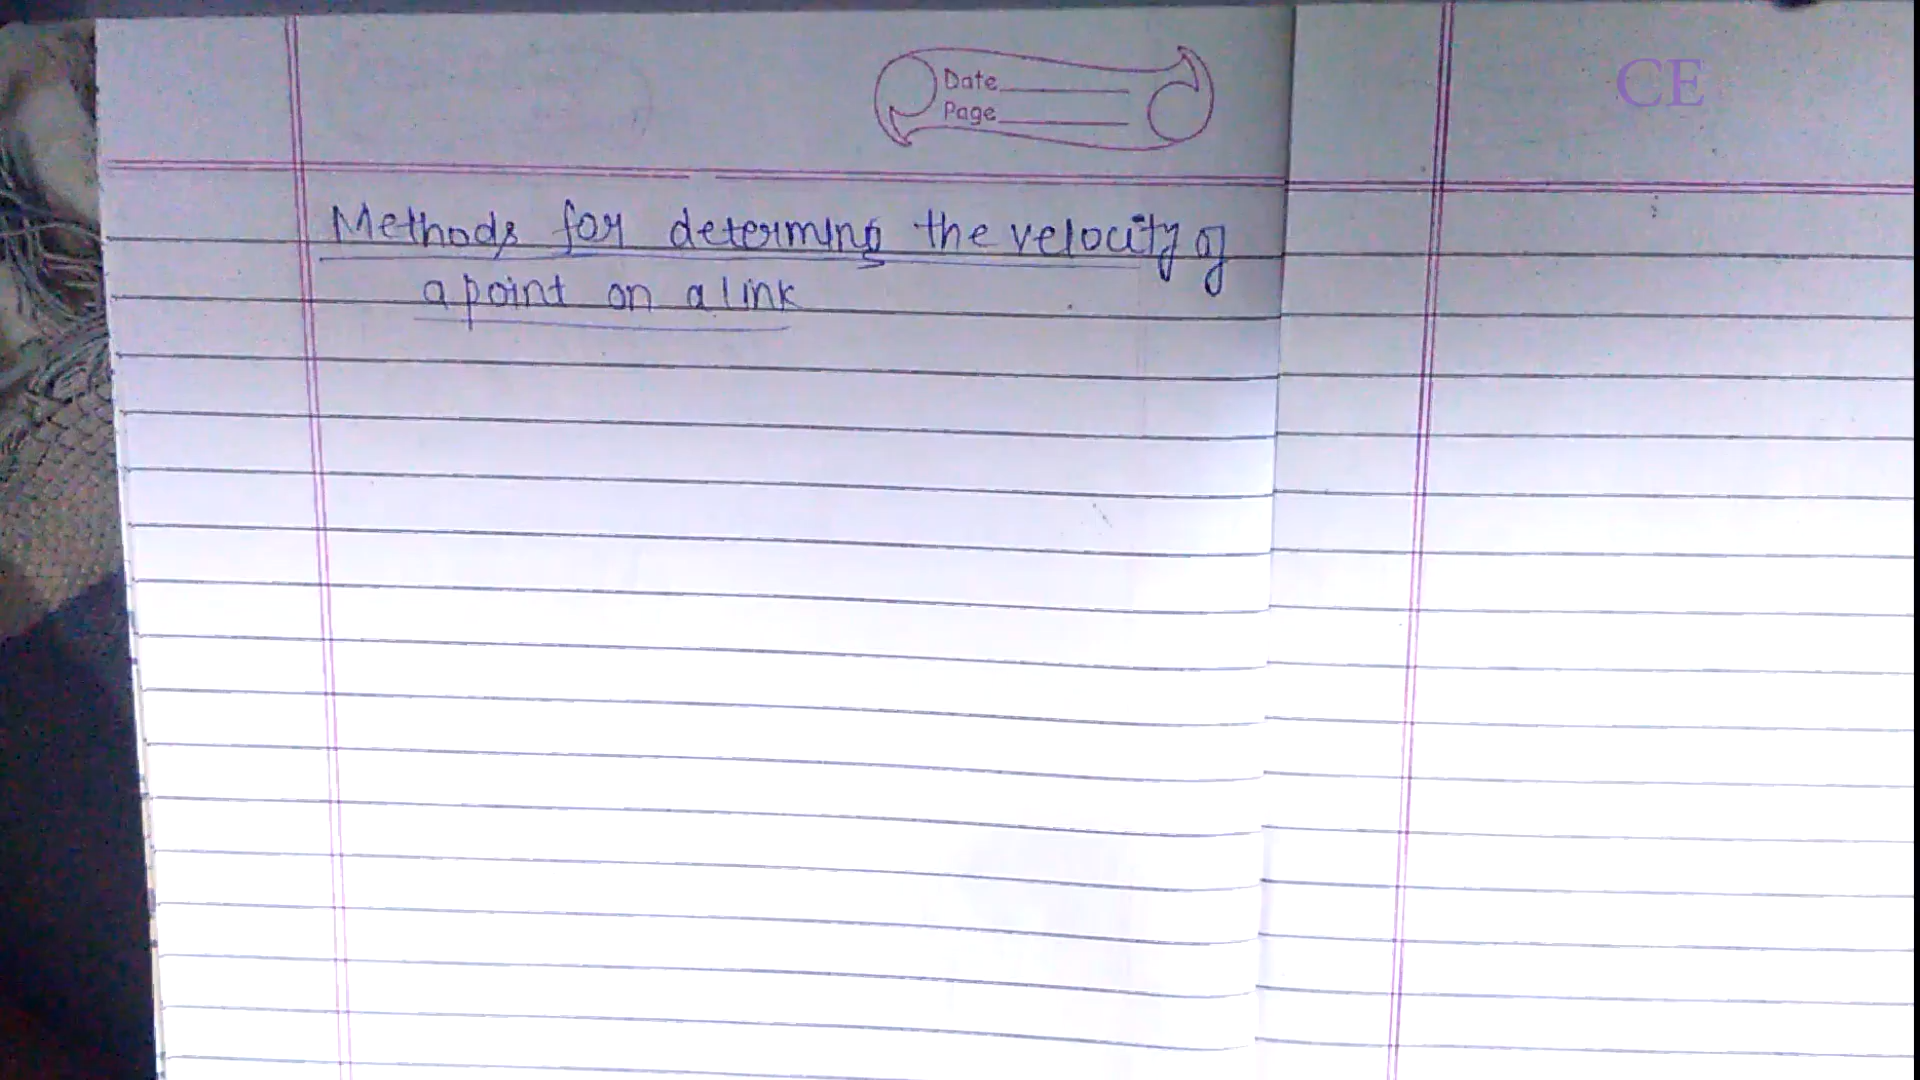 Date
Page
CE
Methods for determing the velocity of
a point on a link